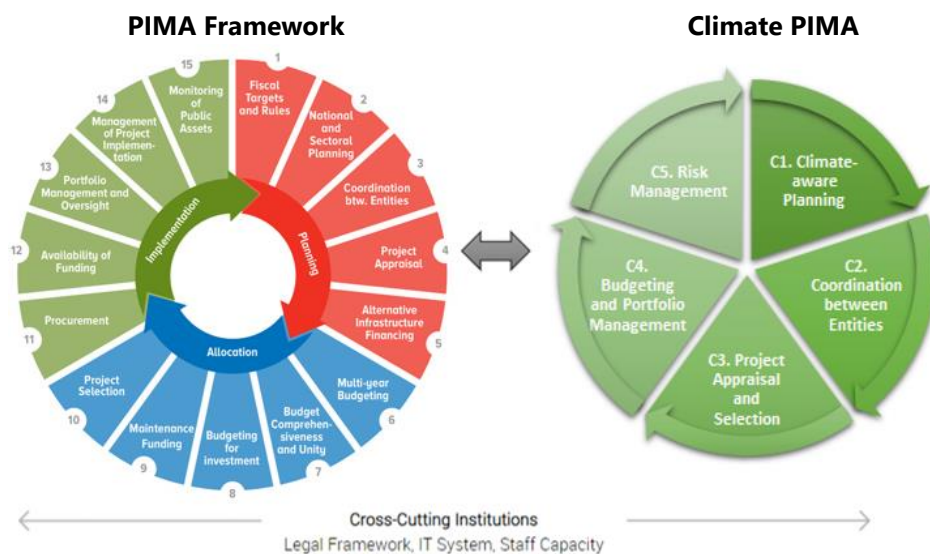 PIMA Framework
Climate PIMA
1
Fiscal
Targets
and Rules
2
National
and
Sectoral
Planning
3
Coordination
btw. Entities
4
Project
Appraisal
5
Alternative
Infrastructure
Financing
6
Multi-year
Budgeting
7
Budget
Comprehen-
siveness
and Unity
8
Budgeting
for
investment
9
Maintenance
Funding
10
Project
Selection
11
Procurement
12
Availability of
Funding
13
Portfolio
Management and
Oversight
14
Management
of Project
Implemen-
tation
15
Monitoring
of
Public
Assets
Planning
Allocation
Implementation
C1. Climate-
aware
Planning
C2.
Coordination
between
Entities
C3. Project
Appraisal
and
Selection
C4.
Budgeting
and Portfolio
Management
C5. Risk
Management
Cross-Cutting Institutions
Legal Framework, IT System, Staff Capacity